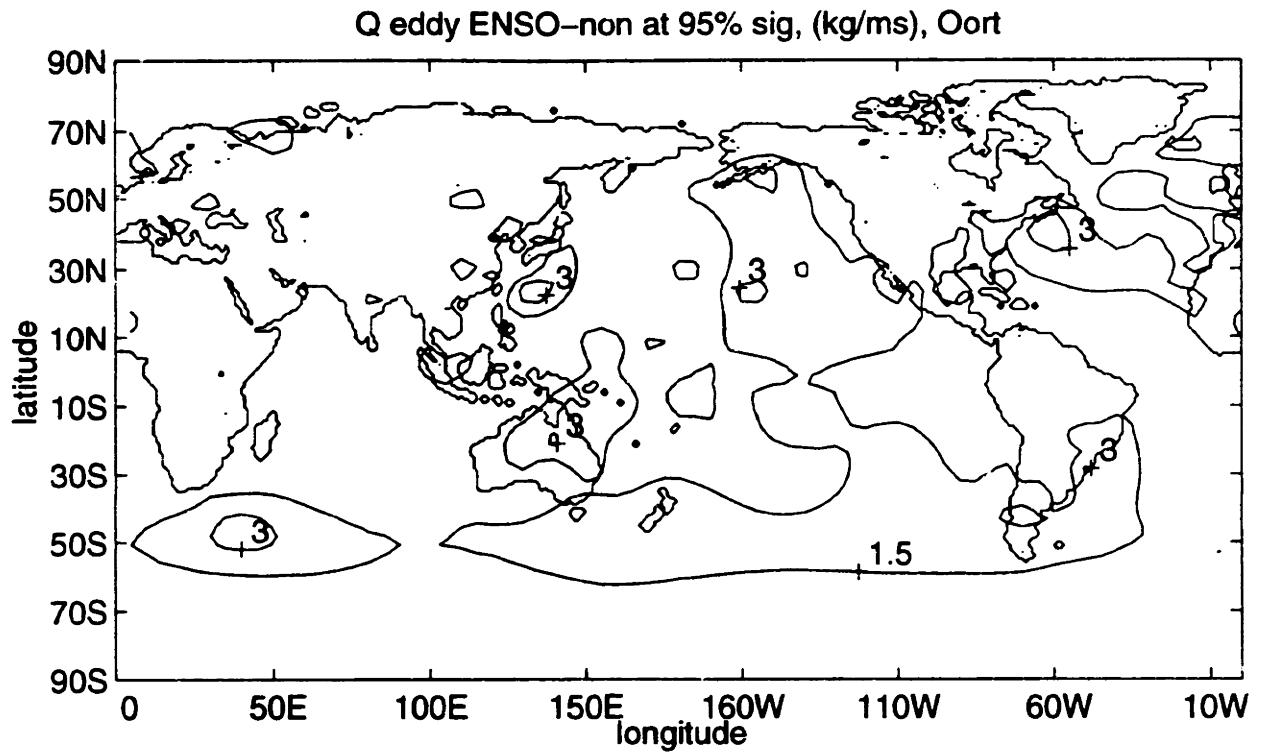 Q eddy ENSO–non at 95% sig, (kg/ms), Oort
90N
70N
50N
30N
10N
10S
30S
50S
70S
90S
latitude
3
3
3
3
3
3
1.5
0
50E
100E
150E
160W
110W
60W
10W
longitude